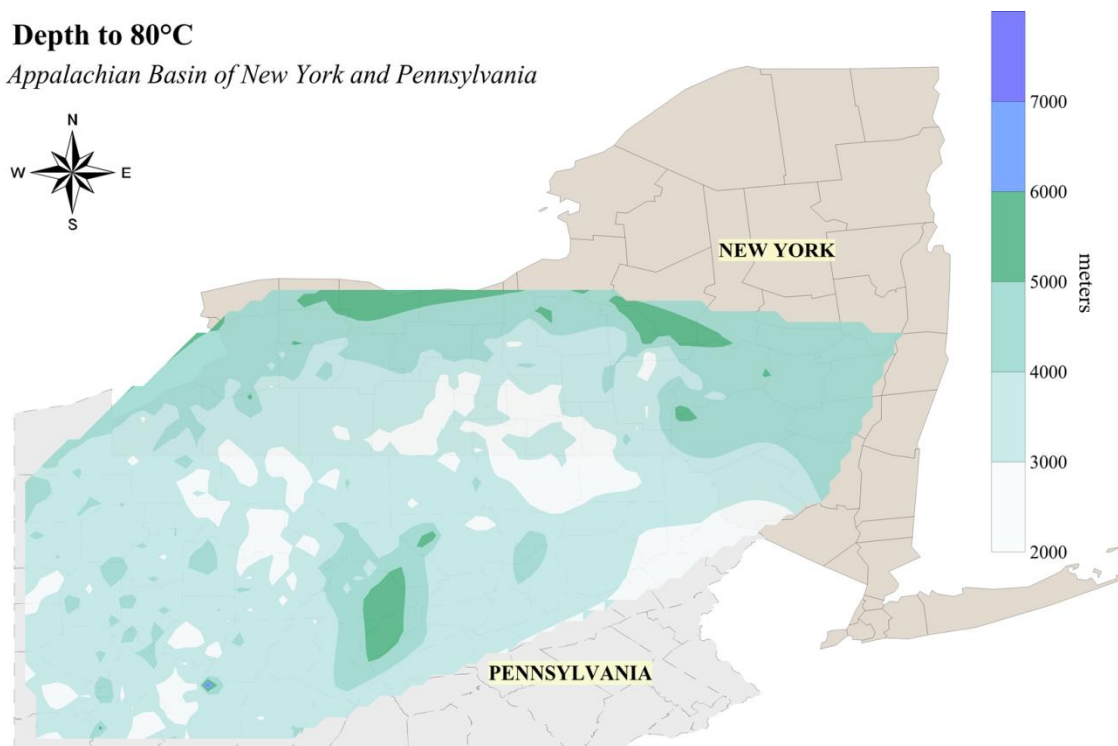 Depth to 80°C
Appalachian Basin of New York and Pennsylvania
N
W E
S
NEW YORK
PENNSYLVANIA
7000
6000
5000
4000
3000
2000
meters